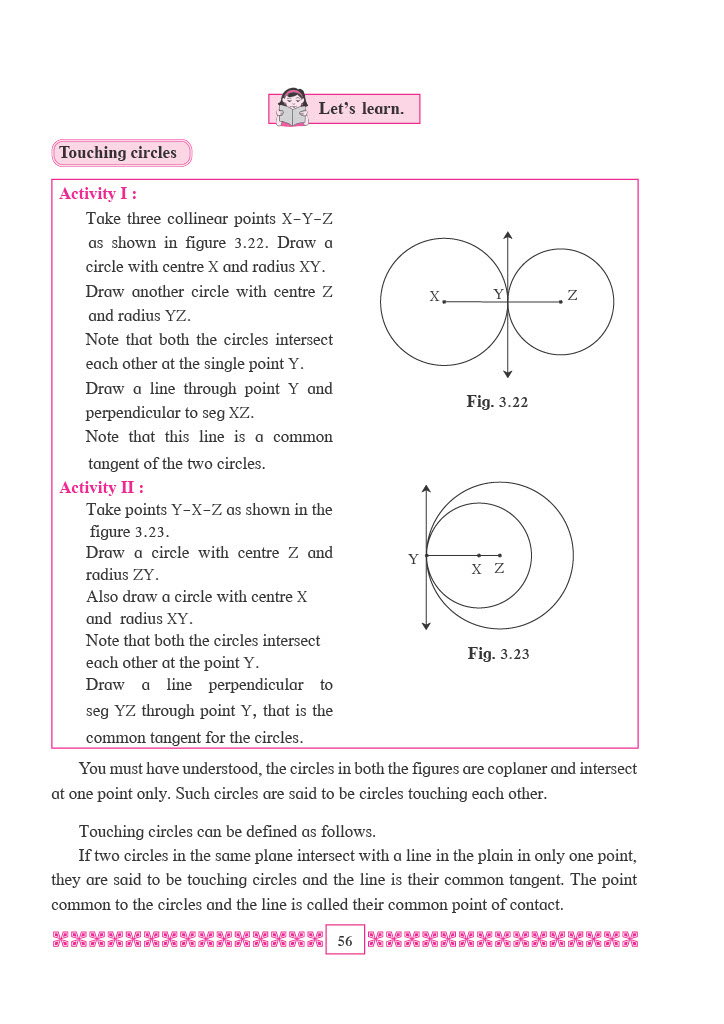 Let's learn.
Touching circles
Activity I :
Take three collinear points X-Y-Z
as shown in figure 3.22. Draw a
circle with centre X and radius XY.
Draw another circle with centre Z
and radius YZ.
Note that both the circles intersect
each other at the single point Y.
Draw a line through point Y and
perpendicular to seg XZ.
Note that this line is a common
tangent of the two circles.
X Y Z
Fig. 3.22
Activity II :
Take points Y-X-Z as shown in the
figure 3.23.
Draw a circle with centre Z and
radius ZY.
Also draw a circle with centre X
and radius XY.
Note that both the circles intersect
each other at the point Y.
Draw a line perpendicular to
seg YZ through point Y, that is the
common tangent for the circles.
Y X Z
Fig. 3.23
You must have understood, the circles in both the figures are coplaner and intersect
at one point only. Such circles are said to be circles touching each other.
Touching circles can be defined as follows.
If two circles in the same plane intersect with a line in the plain in only one point,
they are said to be touching circles and the line is their common tangent. The point
common to the circles and the line is called their common point of contact.
56